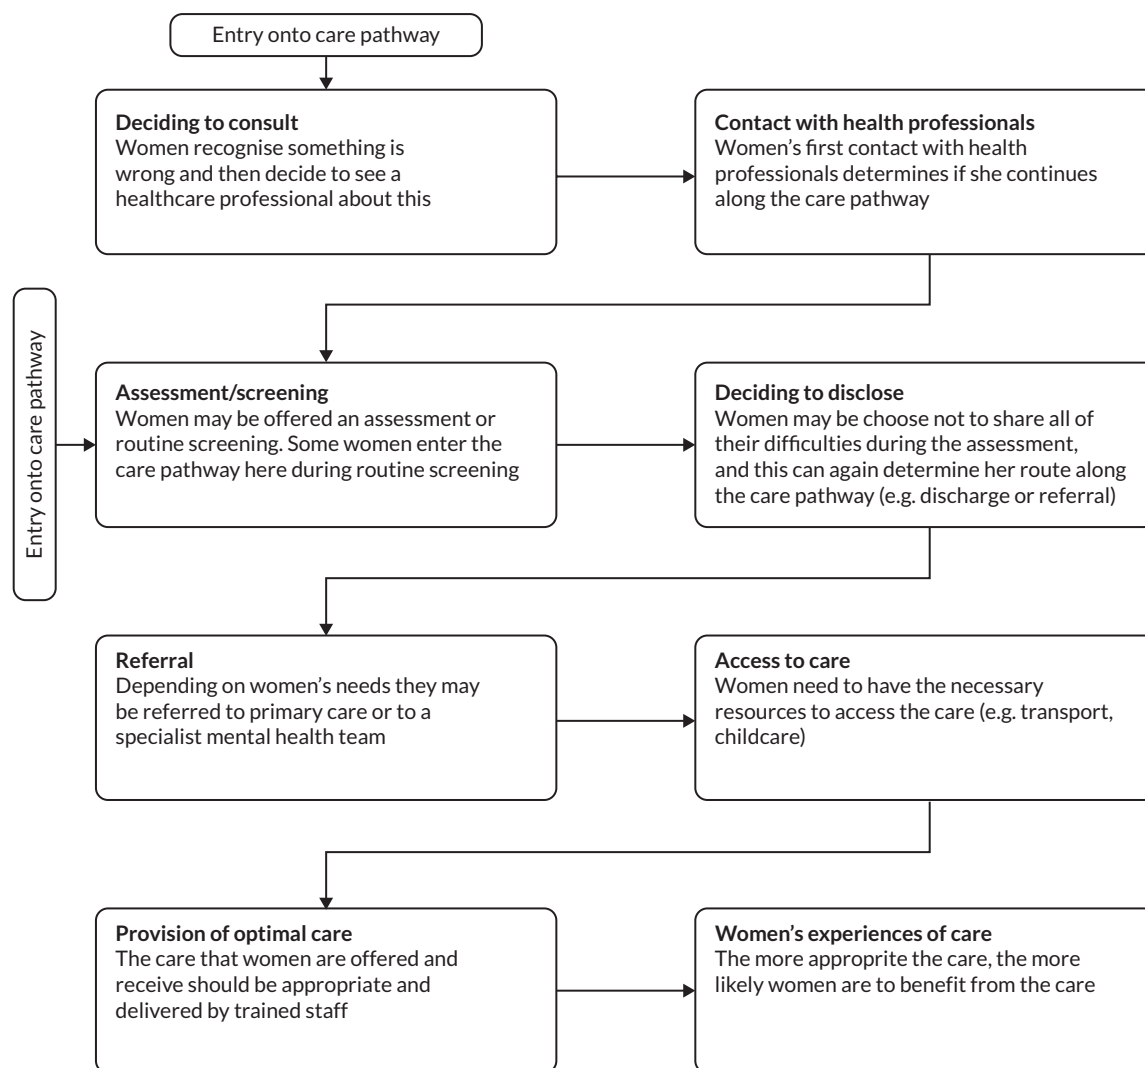 Entry onto care pathway
Deciding to consult
Women recognise something is
wrong and then decide to see a
healthcare professional about this
Contact with health professionals
Women's first contact with health
professionals determines if she continues
along the care pathway
Entry onto care pathway
Assessment/screening
Women may be offered an assessment or
routine screening. Some women enter the
care pathway here during routine screening
Deciding to disclose
Women may be choose not to share all of
their difficulties during the assessment,
and this can again determine her route along
the care pathway (e.g. discharge or referral)
Referral
Depending on women's needs they may
be referred to primary care or to a
specialist mental health team
Access to care
Women need to have the necessary
resources to access the care (e.g. transport,
childcare)
Provision of optimal care
The care that women are offered and
receive should be appropriate and
delivered by trained staff
Women's experiences of care
The more approprite the care, the more
likely women are to benefit from the care